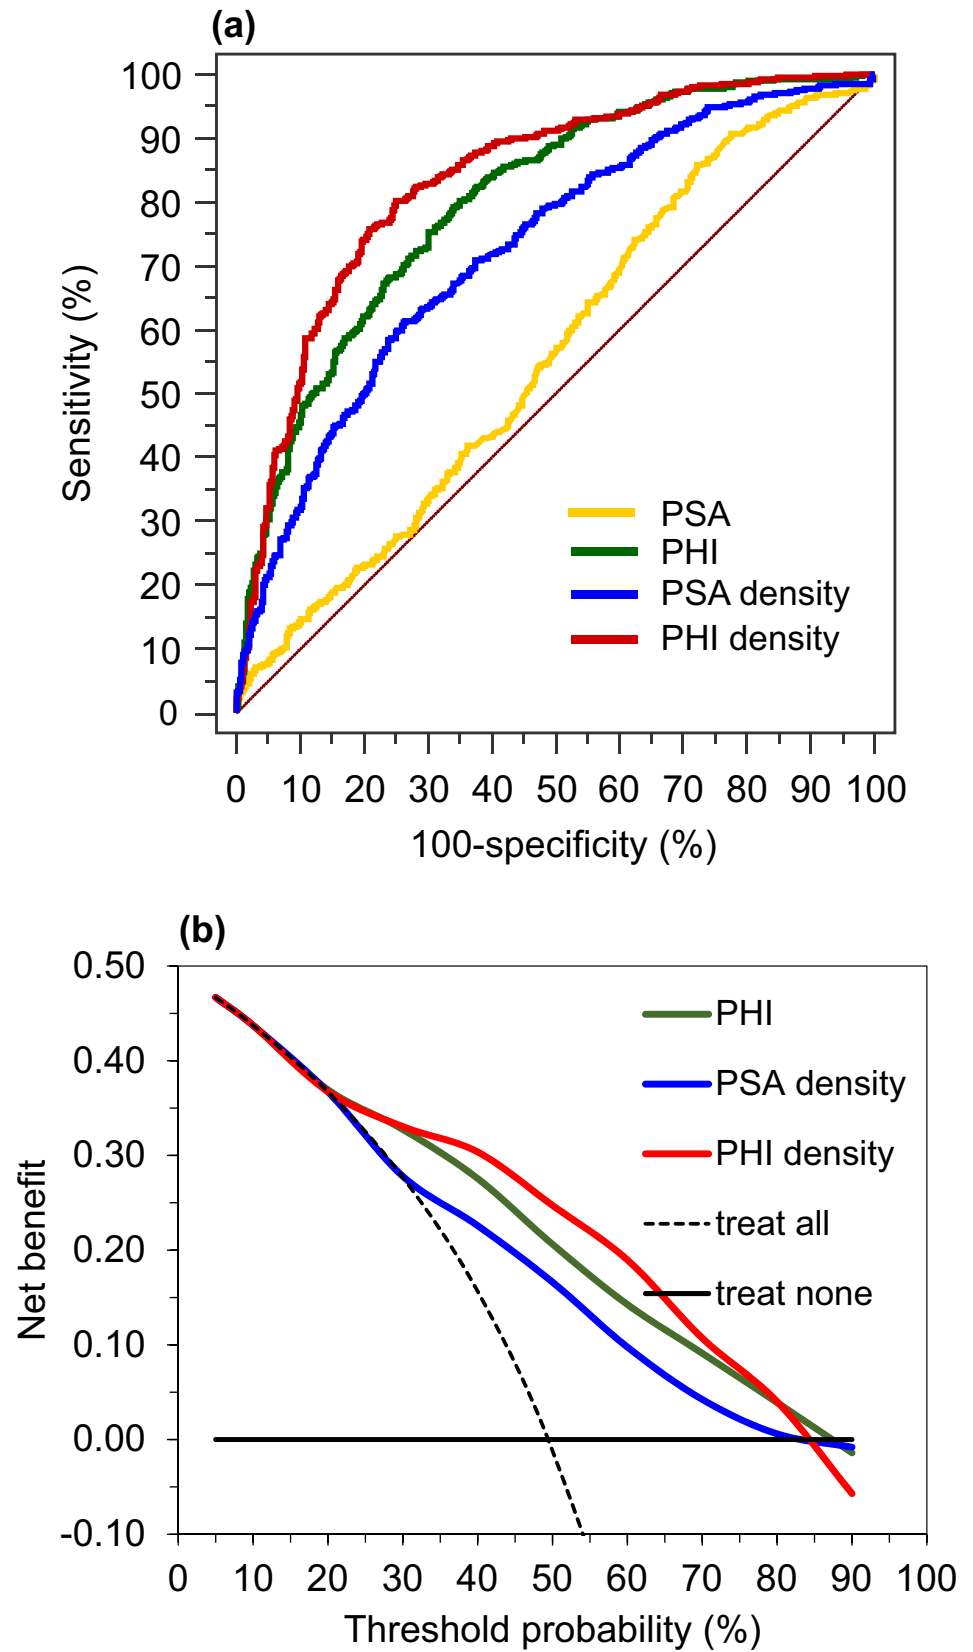 (a)
100
90
80
70
60
50
40
30
20
10
0
Sensitivity (%)
PSA
PHI
PSA density
PHI density
0 10 20 30 40 50 60 70 80 90 100
100-specificity (%)
(b)
0.50
0.40
0.30
0.20
0.10
0.00
-0.10
Net benefit
PHI
PSA density
PHI density
treat all
treat none
0 10 20 30 40 50 60 70 80 90 100
Threshold probability (%)